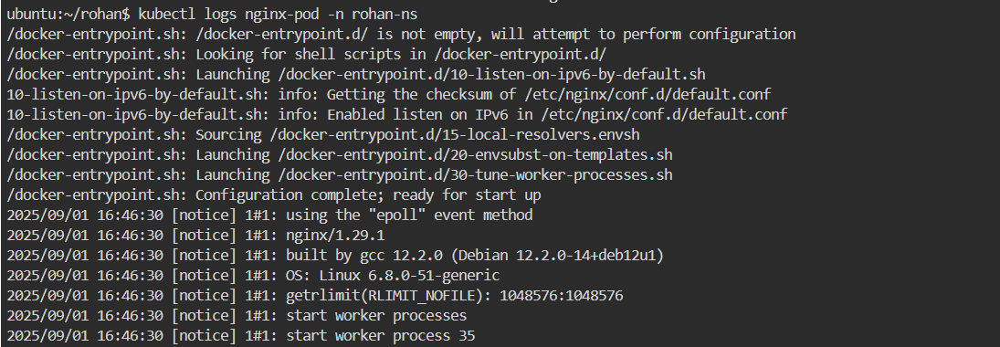 ubuntu:~/rohan$ kubectl logs nginx-pod -n rohan-ns
/docker-entrypoint.sh: /docker-entrypoint.d/ is not empty, will attempt to perform configuration
/docker-entrypoint.sh: Looking for shell scripts in /docker-entrypoint.d/
/docker-entrypoint.sh: Launching /docker-entrypoint.d/10-listen-on-ipv6-by-default.sh
10-listen-on-ipv6-by-default.sh: info: Getting the checksum of /etc/nginx/conf.d/default.conf
10-listen-on-ipv6-by-default.sh: info: Enabled listen on IPv6 in /etc/nginx/conf.d/default.conf
/docker-entrypoint.sh: Sourcing /docker-entrypoint.d/15-local-resolvers.envsh
/docker-entrypoint.sh: Launching /docker-entrypoint.d/20-envsubst-on-templates.sh
/docker-entrypoint.sh: Launching /docker-entrypoint.d/30-tune-worker-processes.sh
/docker-entrypoint.sh: Configuration complete; ready for start up
2025/09/01 16:46:30 [notice] 1#1: using the "epoll" event method
2025/09/01 16:46:30 [notice] 1#1: nginx/1.29.1
2025/09/01 16:46:30 [notice] 1#1: built by gcc 12.2.0 (Debian 12.2.0-14+deb12u1)
2025/09/01 16:46:30 [notice] 1#1: OS: Linux 6.8.0-51-generic
2025/09/01 16:46:30 [notice] 1#1: getrlimit(RLIMIT_NOFILE): 1048576:1048576
2025/09/01 16:46:30 [notice] 1#1: start worker processes
2025/09/01 16:46:30 [notice] 1#1: start worker process 35